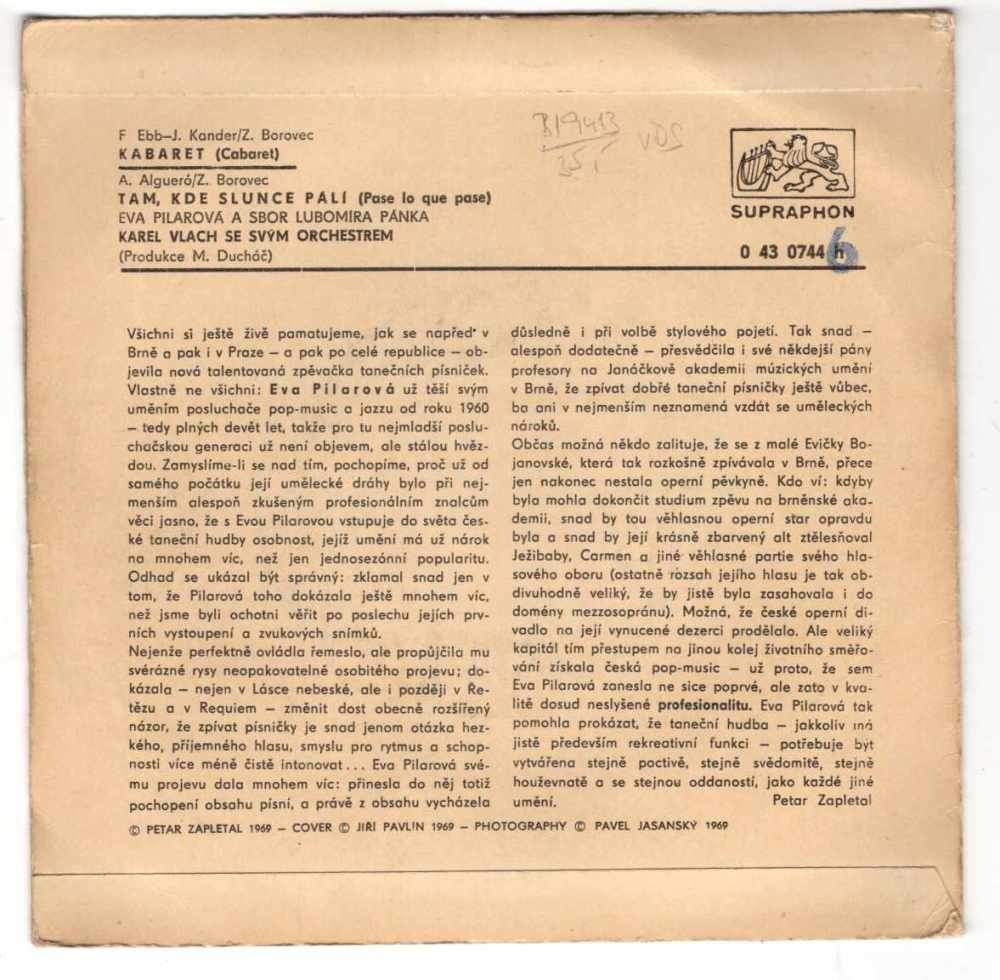 F Ebb–J. Kander/Z. Borovec
KABARET (Cabaret)
A. Algueró/Z. Borovec
TAM, KDE SLUNCE PÁLÍ (Pase lo que pase)
EVA PILAROVÁ A SBOR LUBOMÍRA PÁNKA
KAREL VLACH SE SVÝM ORCHESTREM
(Produkce M. Ducháč)
SUPRAPHON
0 43 0744 h
6
Všichni si ještě živě pamatujeme, jak se napřed v
Brně a pak i v Praze – a pak po celé republice – ob-
jevila nová talentovaná zpěvačka tanečních písniček.
Vlastně ne všichni: Eva Pilarová už těší svým
uměním posluchače pop-music a jazzu od roku 1960
– tedy plných devět let, takže pro tu nejmladší poslu-
chačskou generaci už není objevem, ale stálou hvěz-
dou. Zamyslíme-li se nad tím, pochopíme, proč už od
samého počátku její umělecké dráhy bylo při nej-
menším alespoň zkušeným profesionálním znalcům
věci jasno, že s Evou Pilarovou vstupuje do světa čes-
ké taneční hudby osobnost, jejíž umění má už nárok
na mnohem víc, než jen jednosezónní popularitu.
Odhad se ukázal být správný: zklamal snad jen v
tom, že Pilarová toho dokázala ještě mnohem víc,
než jsme byli ochotni věřit po poslechu jejích prv-
ních vystoupení a zvukových snímků.
Nejenže perfektně ovládla řemeslo, ale propůjčila mu
svérázné rysy neopakovatelně osobitého projevu; do-
kázala – nejen v Lásce nebeské, ale i později v Ře-
tězu a v Requiem – změnit dost obecně rozšířený
názor, že zpívat písničky je snad jenom otázka hez-
kého, příjemného hlasu, smyslu pro rytmus a schop-
nosti více méně čistě intonovat... Eva Pilarová své-
mu projevu dala mnohem víc: přinesla do něj totiž
pochopení obsahu písní, a právě z obsahu vycházela
důsledně i při volbě stylového pojetí. Tak snad –
alespoň dodatečně – přesvědčila i své někdejší pány
profesory na Janáčkově akademii múzických umění
v Brně, že zpívat dobré taneční písničky ještě vůbec,
ba ani v nejmenším neznamená vzdát se uměleckých
nároků.
Občas možná někdo zalituje, že se z malé Evičky Bo-
janovské, která tak rozkošně zpívávala v Brně, přece
jen nakonec nestala operní pěvkyně. Kdo ví: kdyby
byla mohla dokončit studium zpěvu na brněnské aka-
demii, snad by tou věhlasnou operní star opravdu
byla a snad by její krásně zbarvený alt ztělesňoval
Ježibaby, Carmen a jiné věhlasné partie svého hla-
sového oboru (ostatně rozsah jejího hlasu je tak ob-
divuhodně veliký, že by jistě byla zasahovala i do
domény mezzosopránu). Možná, že české operní di-
vadlo na její vynucené dezerci prodělalo. Ale veliký
kapitál tím přestupem na jinou kolej životního směřo-
vání získala česká pop-music – už proto, že sem
Eva Pilarová zanesla ne sice poprvé, ale zato v kva-
litě dosud neslyšené profesionalitu. Eva Pilarová tak
pomohla prokázat, že taneční hudba – jakkoliv má
jistě především rekreativní funkci – potřebuje být
vytvářena stejně poctivě, stejně svědomitě, stejně
houževnatě a se stejnou oddaností, jako každé jiné
umění. Petar Zapletal
© PETAR ZAPLETAL 1969 – COVER © JIŘÍ PAVLÍN 1969 – PHOTOGRAPHY © PAVEL JASANSKÝ 1969